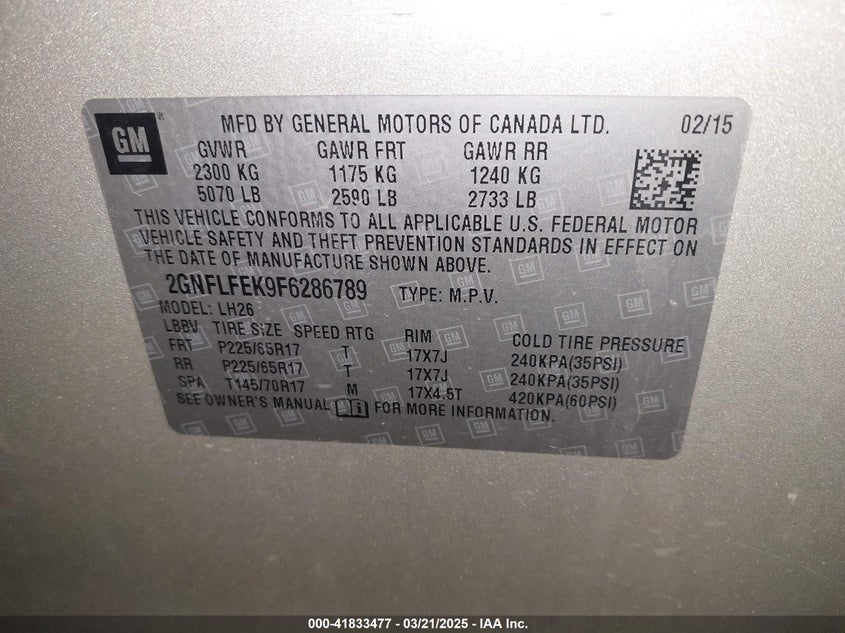 GM
MFD BY GENERAL MOTORS OF CANADA LTD. 02/15
GVWR GAWR FRT GAWR RR
2300 KG 1175 KG 1240 KG
5070 LB 2590 LB 2733 LB
THIS VEHICLE CONFORMS TO ALL APPLICABLE U.S. FEDERAL MOTOR
VEHICLE SAFETY AND THEFT PREVENTION STANDARDS IN EFFECT ON
THE DATE OF MANUFACTURE SHOWN ABOVE.
2GNFLFEK9F6286789 TYPE: M.P.V.
MODEL: LH26
LBBV TIRE SIZE SPEED RTG RIM COLD TIRE PRESSURE
FRT P225/65R17 T 17X7J 240KPA(35PSI)
RR P225/65R17 T 17X7J 240KPA(35PSI)
SPA T145/70R17 M 17X4.5T 420KPA(60PSI)
SEE OWNER'S MANUAL FOR MORE INFORMATION.
000-41833477 - 03/21/2025 - IAA Inc.